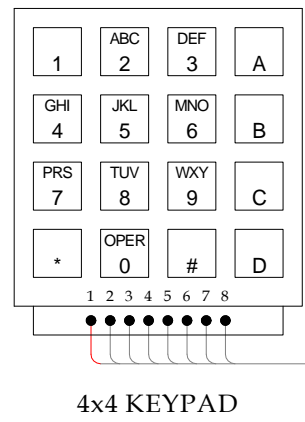 ABC DEF
1 2 3 A
GHI JKL MNO
4 5 6 B
PRS TUV WXY
7 8 9 C
OPER
* 0 # D
1 2 3 4 5 6 7 8
4x4 KEYPAD